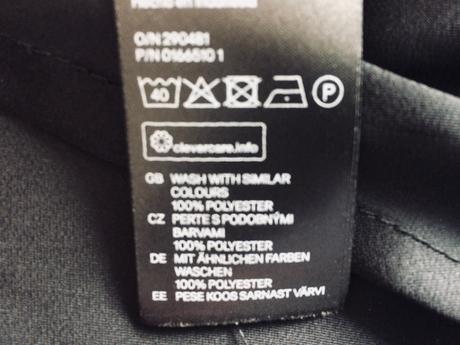 O/N 290481
P/N 0166510 1
40 P
clevercare.info
GB WASH WITH SIMILAR
COLOURS
100% POLYESTER
CZ PERTE S PODOBNÝMI
BARVAMI
100% POLYESTER
DE MIT ÄHNLICHEN FARBEN
WASCHEN
100% POLYESTER
EE PESE KOOS SARNAST VÄRVI